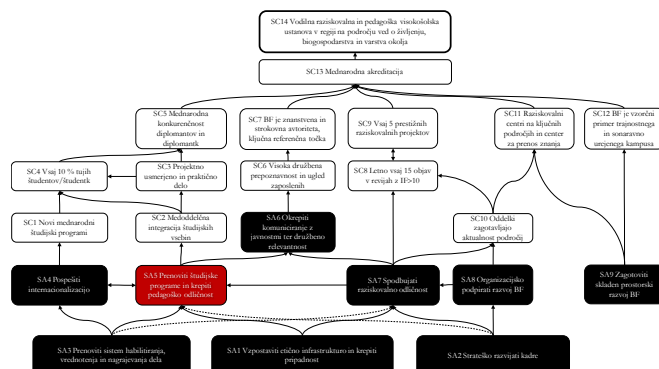 SC14 Vodilna raziskovalna in pedagoška visokošolska
ustanova v regiji na področju ved o življenju,
biogospodarstva in varstva okolja
SC13 Mednarodna akreditacija
SC5 Mednarodna
konkurenčnost
diplomantov in
diplomantk
SC7 BF je znanstvena in
strokovna avtoriteta,
ključna referenčna točka
SC9 Vsaj 5 prestižnih
raziskovalnih projektov
SC11 Raziskovalni
centri na ključnih
področjih in center
za prenos znanja
SC12 BF je vzorčni
primer trajnostnega
in sonaravno
urejenega kampusa
SC4 Vsaj 10 % tujih
študentov/študentk
SC3 Projektno
usmerjeno in praktično
delo
SC6 Visoka družbena
prepoznavnost in ugled
zaposlenih
SC8 Letno vsaj 15 objav
v revijah z IF>10
SC1 Novi mednarodni
študijski programi
SC2 Medoddelčna
integracija študijskih
vsebin
SA6 Okrepiti
komuniciranje z
javnostmi ter družbeno
relevantnost
SC10 Oddelki
zagotavljajo
aktualnost področij
SA4 Pospešiti
internacionalizacijo
SA5 Prenoviti študijske
programe in krepiti
pedagoško odličnost
SA7 Spodbujati
raziskovalno odličnost
SA8 Organizacijsko
podpirati razvoj BF
SA9 Zagotoviti
skladen prostorski
razvoj BF
SA3 Prenoviti sistem habilitiranja,
vrednotenja in nagrajevanja dela
SA1 Vzpostaviti etično infrastrukturo in krepiti
pripadnost
SA2 Strateško razvijati kadre